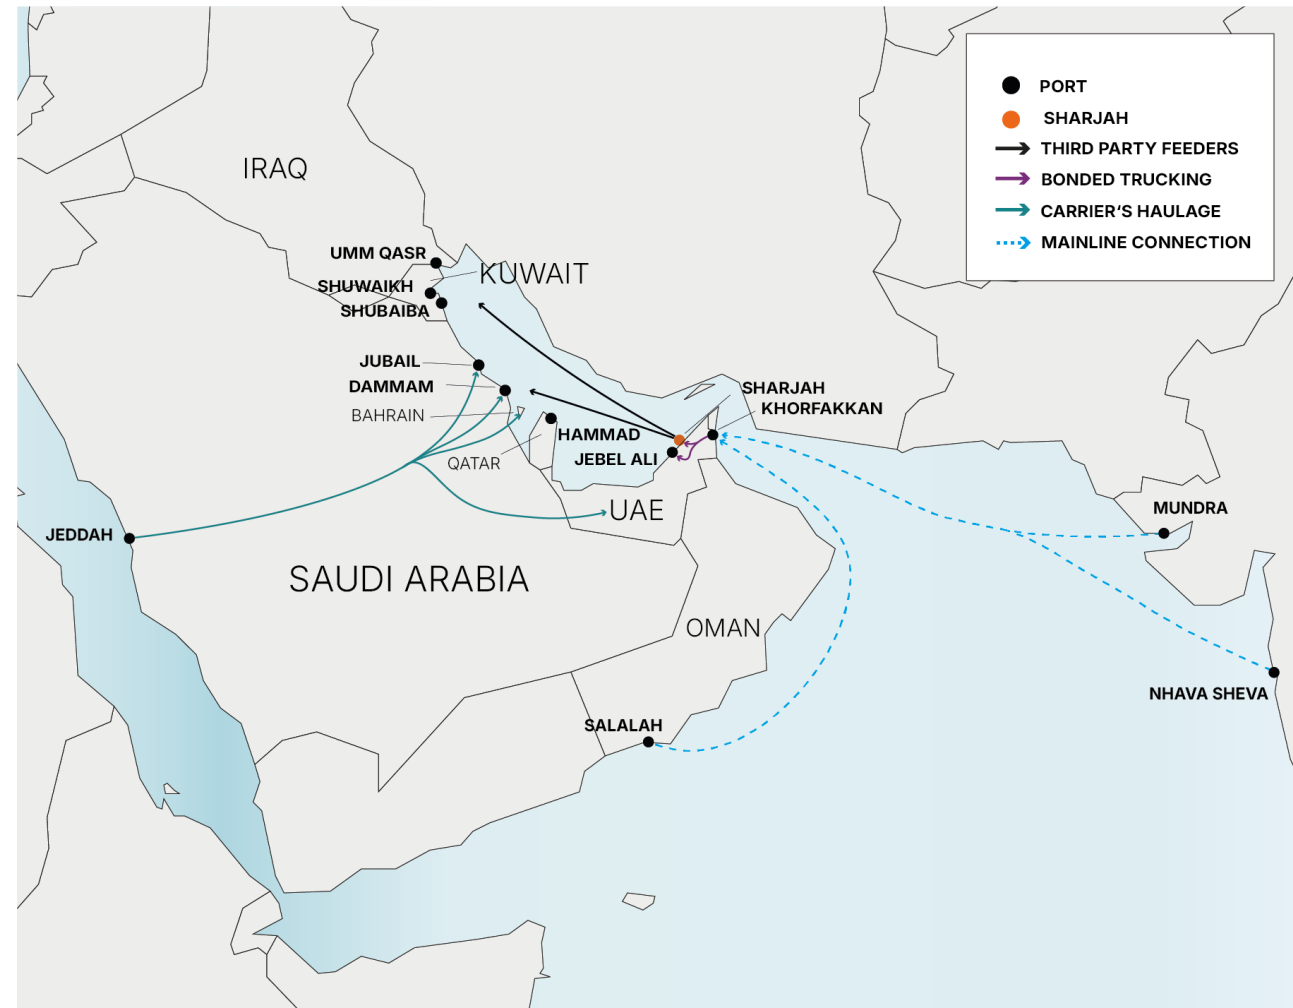 PORT
SHARJAH
THIRD PARTY FEEDERS
BONDED TRUCKING
CARRIER'S HAULAGE
MAINLINE CONNECTION
IRAQ
UMM QASR
KUWAIT
SHUWAIKH
SHUBAIBA
JUBAIL
DAMMAM
BAHRAIN
SHARJAH
KHORFAKKAN
HAMMAD
JEBEL ALI
QATAR
UAE
MUNDRA
JEDDAH
SAUDI ARABIA
OMAN
NHAVA SHEVA
SALALAH